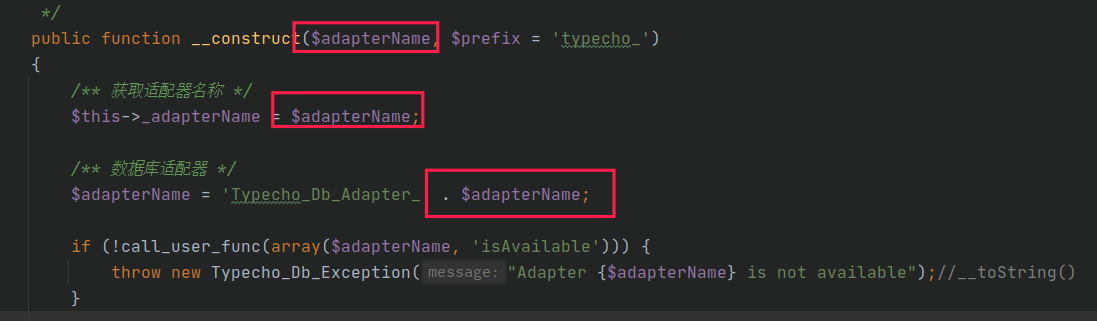 */
public function __construct($adapterName, $prefix = 'typecho_')
{
/** 获取适配器名称 */
$this->_adapterName = $adapterName;
/** 数据库适配器 */
$adapterName = 'Typecho_Db_Adapter_ . $adapterName;
if (!call_user_func(array($adapterName, 'isAvailable'))) {
throw new Typecho_Db_Exception( message: "Adapter {$adapterName} is not available");//__toString()
}